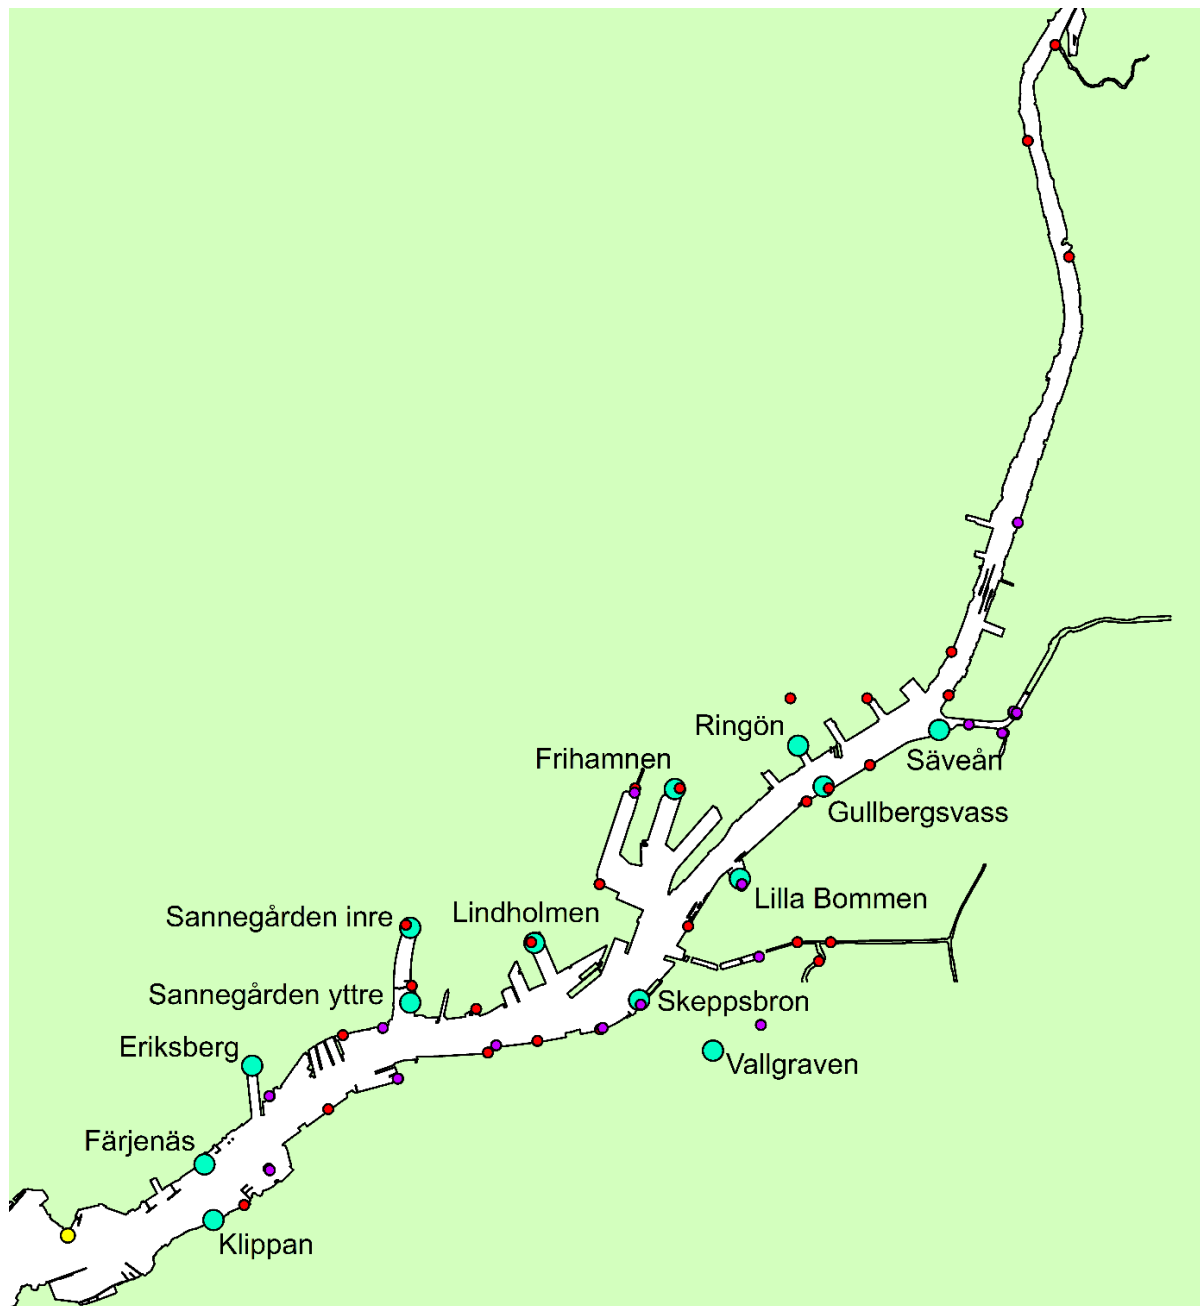 Ringön
Säveån
Frihamnen
Gullbergsvass
Lilla Bommen
Sannegården inre
Lindholmen
Sannegården yttre
Skeppsbron
Eriksberg
Vallgraven
Färjenäs
Klippan